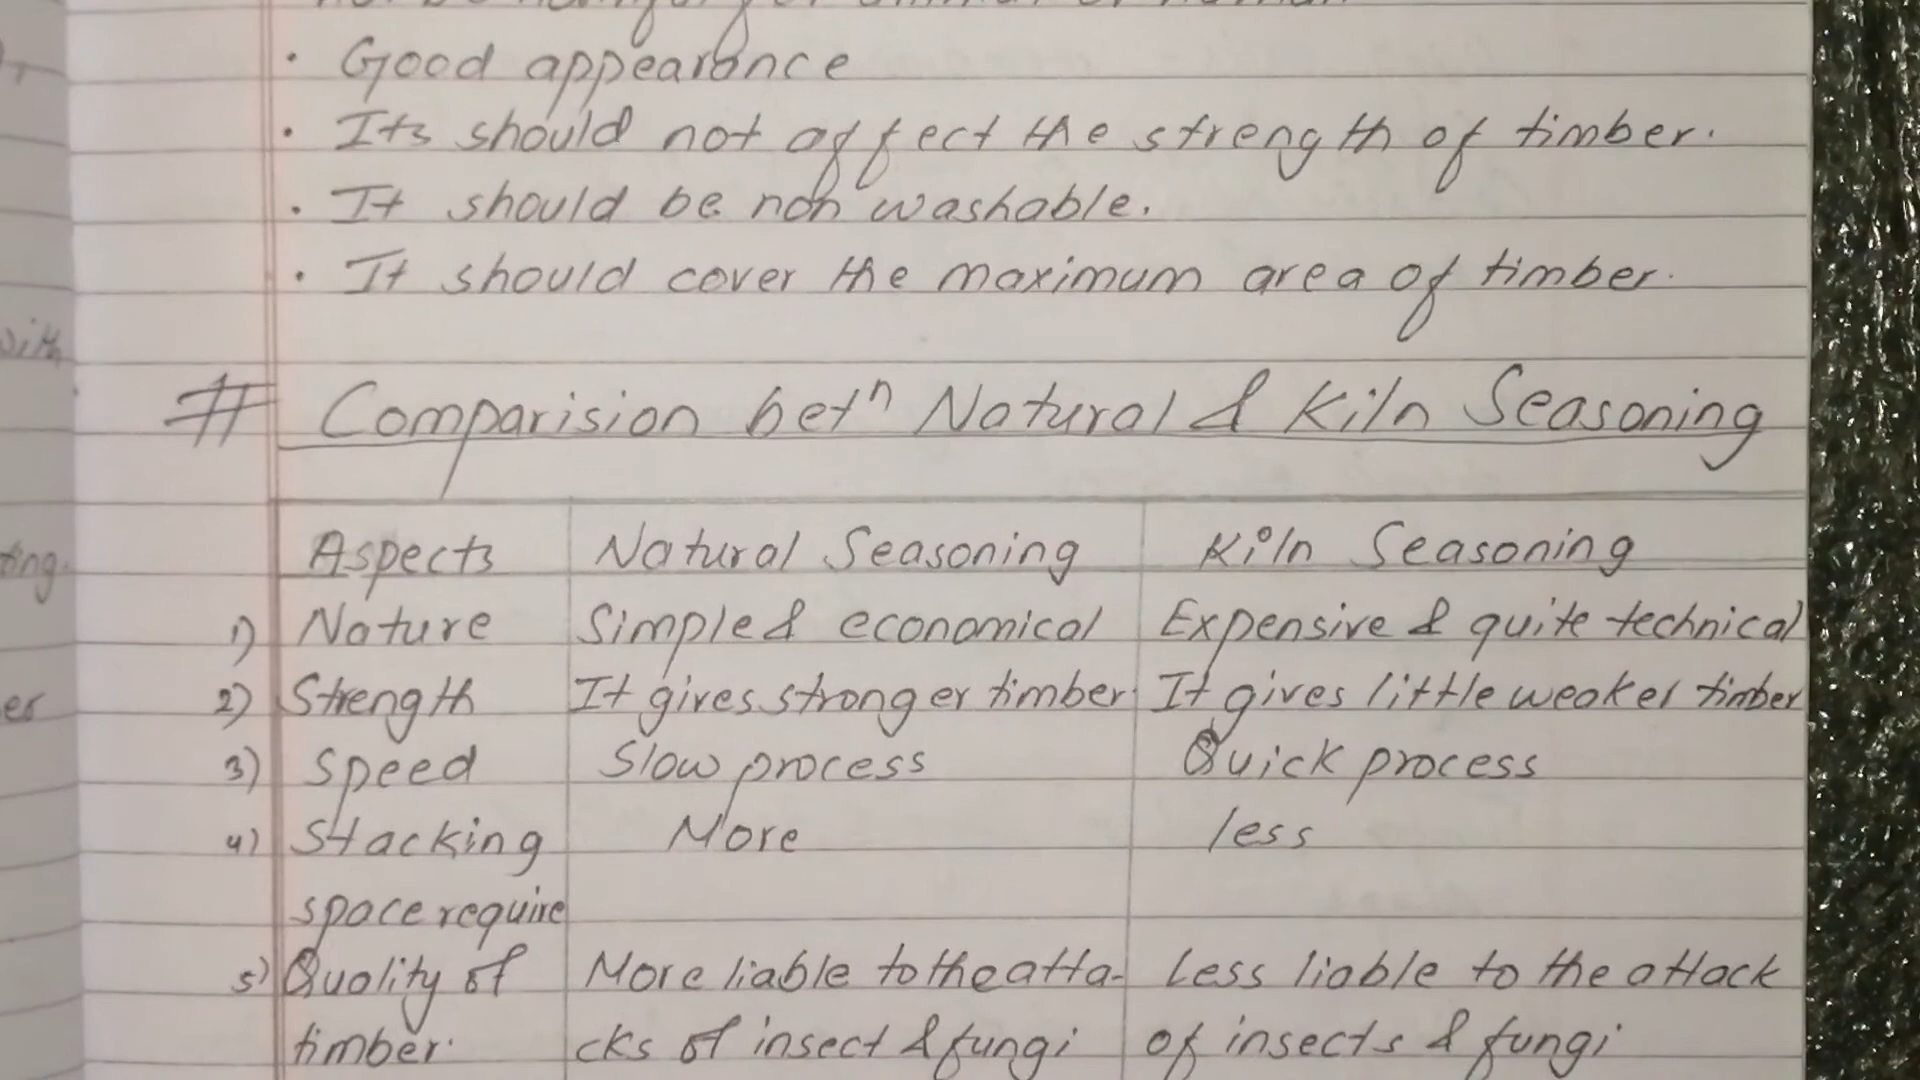 • Good appearance
• Its should not affect the strength of timber.
• It should be non washable.
• It should cover the maximum area of timber.
# Comparision betn Natural & Kiln Seasoning
Aspects Natural Seasoning Kiln Seasoning
1) Nature Simple & economical Expensive & quite technical
2) Strength It gives stronger timber. It gives little weaker timber
3) Speed Slow process Quick process
4) Stacking More less
space require
5) Quality of More liable to the atta- Less liable to the attack
timber. cks of insect & fungi of insects & fungi